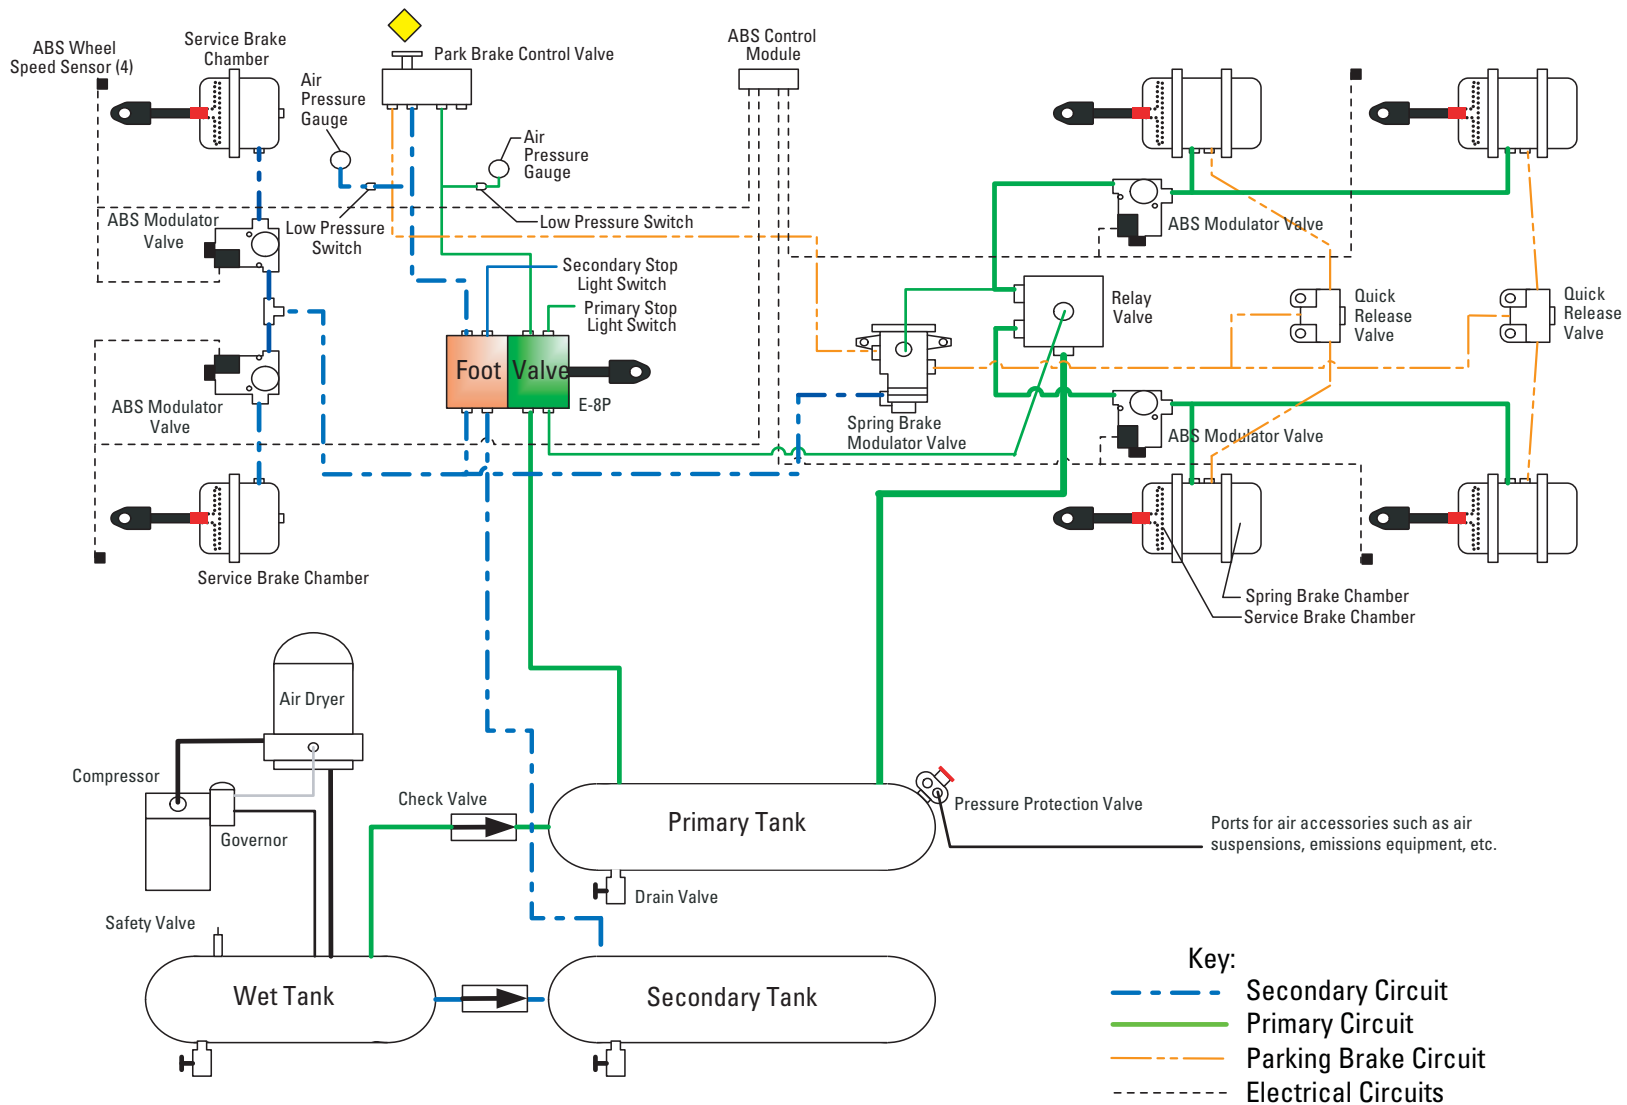 ABS Wheel
Speed Sensor (4)
Service Brake
Chamber
Air
Pressure
Gauge
Park Brake Control Valve
ABS Control
Module
Air
Pressure
Gauge
ABS Modulator
Valve
Low Pressure
Switch
Low Pressure Switch
ABS Modulator Valve
Secondary Stop
Light Switch
Primary Stop
Light Switch
Relay
Valve
Quick
Release
Valve
Quick
Release
Valve
Foot Valve
E-8P
ABS Modulator
Valve
Spring Brake
Modulator Valve
ABS Modulator Valve
Service Brake Chamber
Spring Brake Chamber
Service Brake Chamber
Air Dryer
Compressor
Governor
Check Valve
Primary Tank
Pressure Protection Valve
Ports for air accessories such as air
suspensions, emissions equipment, etc.
Drain Valve
Safety Valve
Wet Tank
Secondary Tank
Key:
Secondary Circuit
Primary Circuit
Parking Brake Circuit
Electrical Circuits